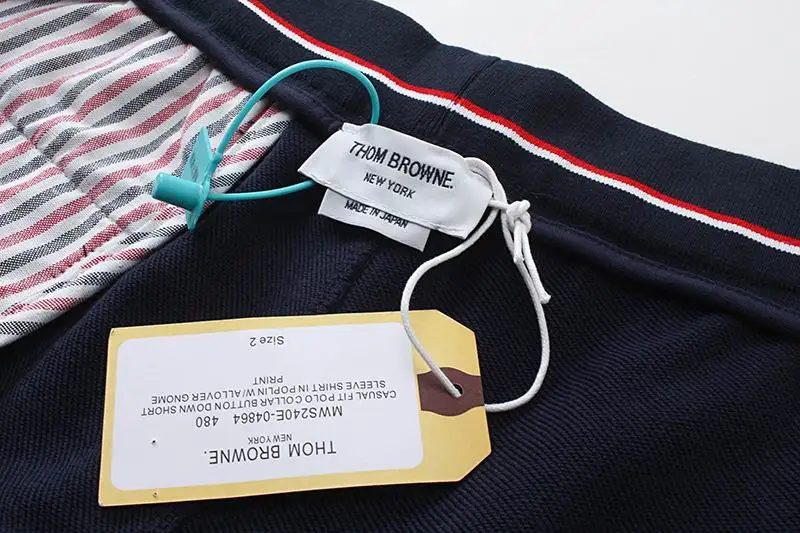 THOM BROWNE.
NEW YORK
MADE IN JAPAN
THOM BROWNE.
NEW YORK
MWS240E-04864 480
CASUAL FIT POLO COLLAR BUTTON DOWN SHORT
SLEEVE SHIRT IN POPLIN W/ALLOVER GNOME
PRINT
Size 2